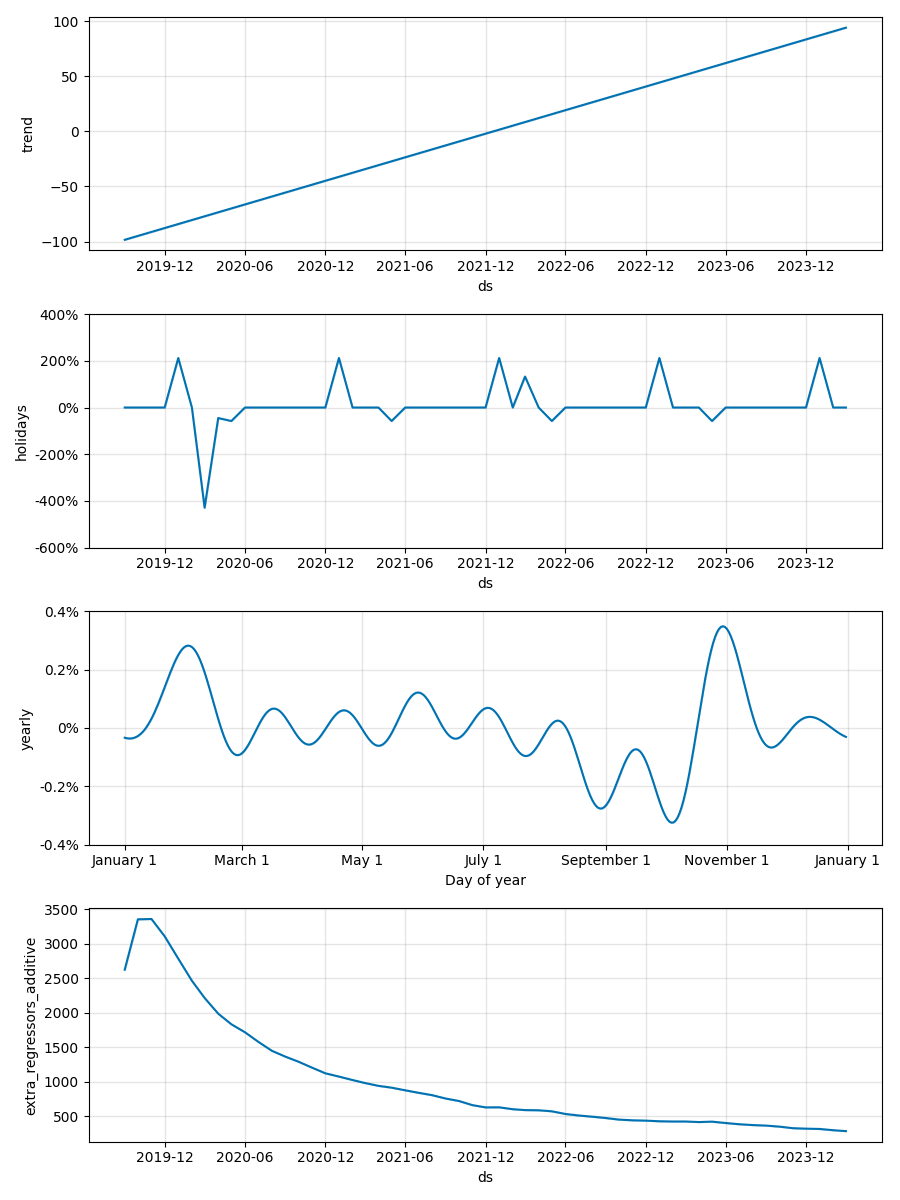 100
50
0
−50
−100
trend
2019-12 2020-06 2020-12 2021-06 2021-12 2022-06 2022-12 2023-06 2023-12
ds
400%
200%
0%
-200%
-400%
-600%
holidays
2019-12 2020-06 2020-12 2021-06 2021-12 2022-06 2022-12 2023-06 2023-12
ds
0.4%
0.2%
0%
-0.2%
-0.4%
yearly
January 1 March 1 May 1 July 1 September 1 November 1 January 1
Day of year
3500
3000
2500
2000
1500
1000
500
extra_regressors_additive
2019-12 2020-06 2020-12 2021-06 2021-12 2022-06 2022-12 2023-06 2023-12
ds